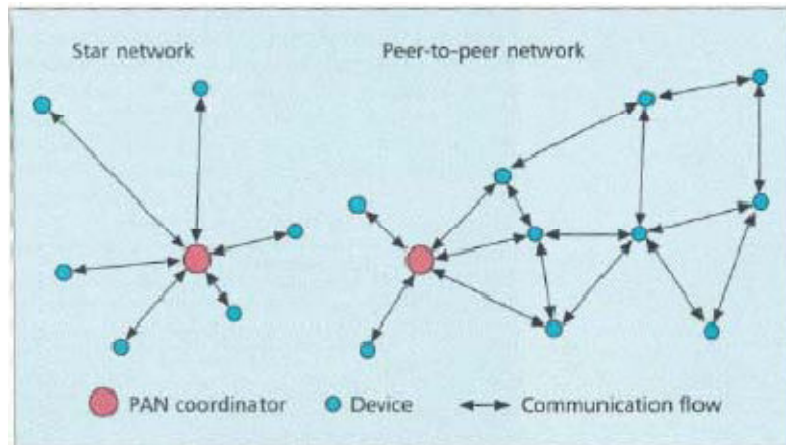 Star network
Peer-to-peer network
PAN coordinator
Device
Communication flow